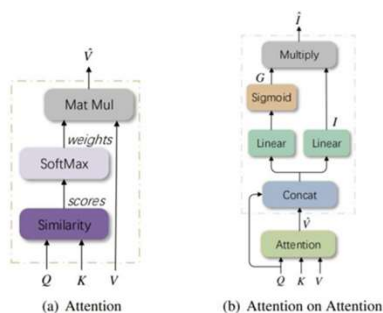 V̂
Mat Mul
weights
SoftMax
scores
Similarity
Q K V
(a) Attention
Î
Multiply
G
Sigmoid
I
Linear Linear
Concat
V̂
Attention
Q K V
(b) Attention on Attention